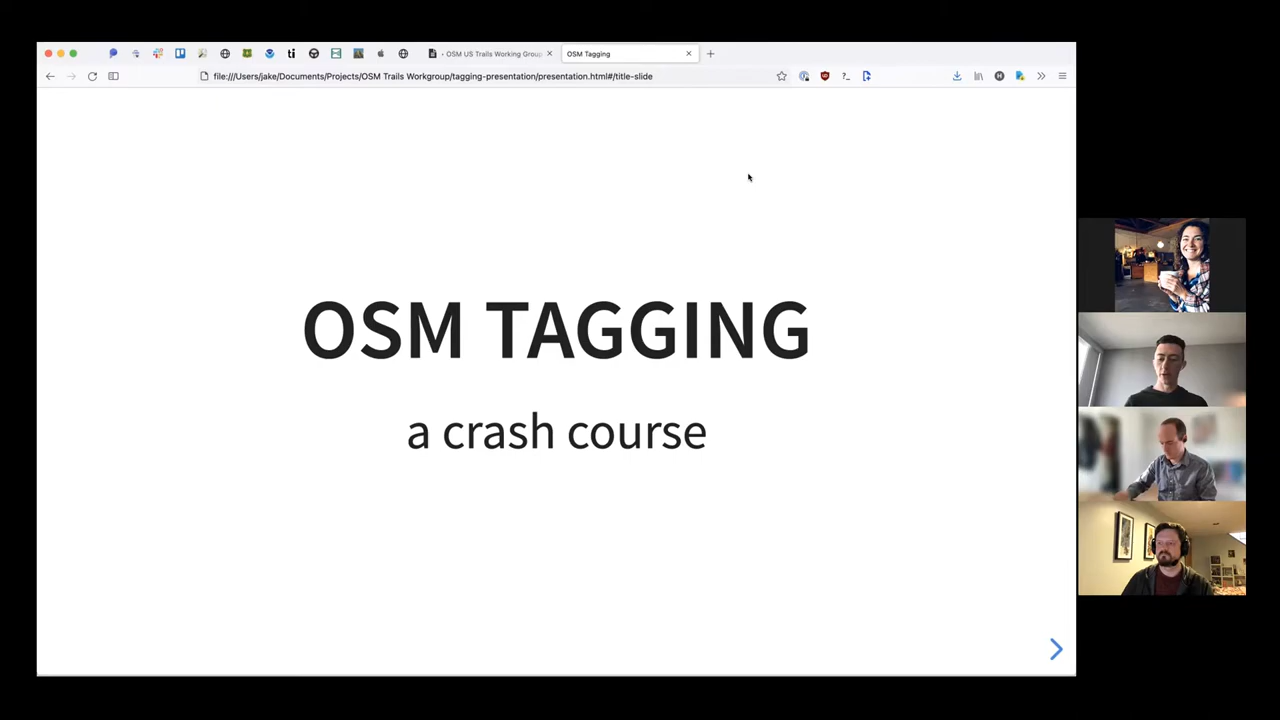 - OSM US Trails Working Group
OSM Tagging
file:///Users/jake/Documents/Projects/OSM Trails Workgroup/tagging-presentation/presentation.html#/title-slide
OSM TAGGING
a crash course